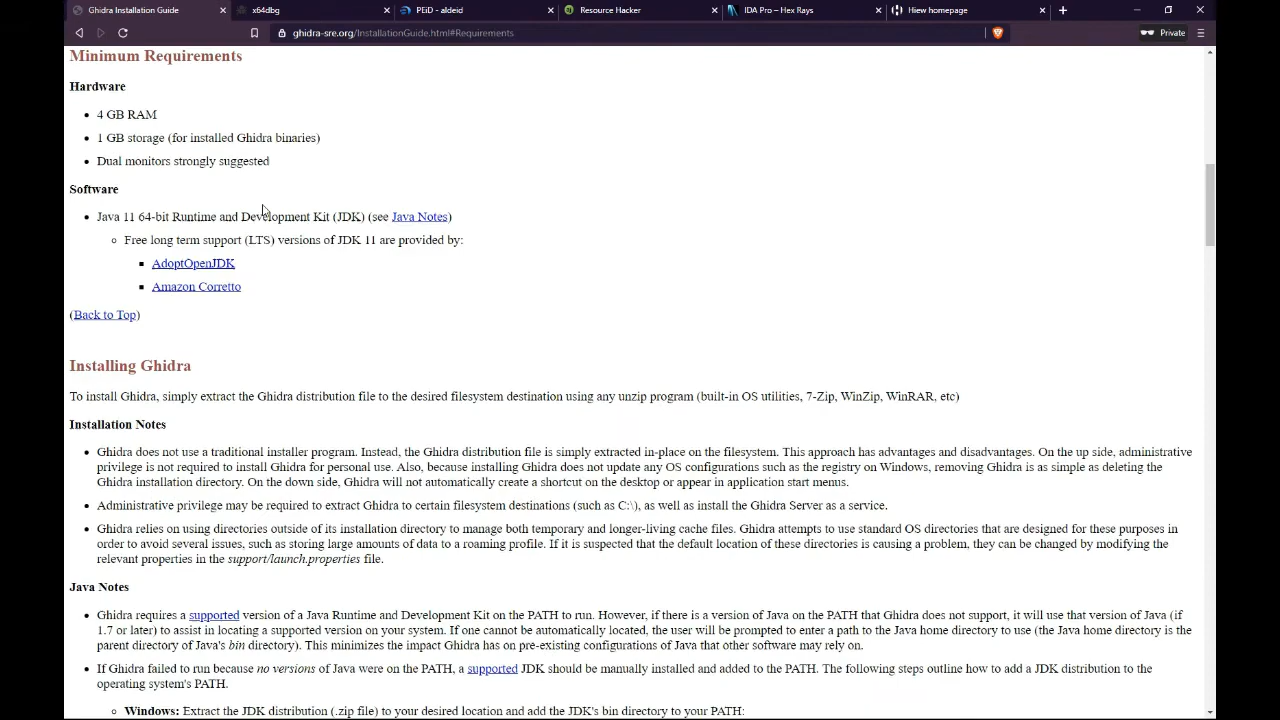 Ghidra Installation Guide
x64dbg
PEiD - aldeid
Resource Hacker
IDA Pro – Hex Rays
Hiew homepage
ghidra-sre.org/InstallationGuide.html#Requirements
Private
Minimum Requirements
Hardware
• 4 GB RAM
• 1 GB storage (for installed Ghidra binaries)
• Dual monitors strongly suggested
Software
• Java 11 64-bit Runtime and Development Kit (JDK) (see Java Notes)
◦ Free long term support (LTS) versions of JDK 11 are provided by:
▪ AdoptOpenJDK
▪ Amazon Corretto
(Back to Top)
Installing Ghidra
To install Ghidra, simply extract the Ghidra distribution file to the desired filesystem destination using any unzip program (built-in OS utilities, 7-Zip, WinZip, WinRAR, etc)
Installation Notes
• Ghidra does not use a traditional installer program. Instead, the Ghidra distribution file is simply extracted in-place on the filesystem. This approach has advantages and disadvantages. On the up side, administrative
privilege is not required to install Ghidra for personal use. Also, because installing Ghidra does not update any OS configurations such as the registry on Windows, removing Ghidra is as simple as deleting the
Ghidra installation directory. On the down side, Ghidra will not automatically create a shortcut on the desktop or appear in application start menus.
• Administrative privilege may be required to extract Ghidra to certain filesystem destinations (such as C:\), as well as install the Ghidra Server as a service.
• Ghidra relies on using directories outside of its installation directory to manage both temporary and longer-living cache files. Ghidra attempts to use standard OS directories that are designed for these purposes in
order to avoid several issues, such as storing large amounts of data to a roaming profile. If it is suspected that the default location of these directories is causing a problem, they can be changed by modifying the
relevant properties in the support/launch.properties file.
Java Notes
• Ghidra requires a supported version of a Java Runtime and Development Kit on the PATH to run. However, if there is a version of Java on the PATH that Ghidra does not support, it will use that version of Java (if
1.7 or later) to assist in locating a supported version on your system. If one cannot be automatically located, the user will be prompted to enter a path to the Java home directory to use (the Java home directory is the
parent directory of Java's bin directory). This minimizes the impact Ghidra has on pre-existing configurations of Java that other software may rely on.
• If Ghidra failed to run because no versions of Java were on the PATH, a supported JDK should be manually installed and added to the PATH. The following steps outline how to add a JDK distribution to the
operating system's PATH.
◦ Windows: Extract the JDK distribution (.zip file) to your desired location and add the JDK's bin directory to your PATH: